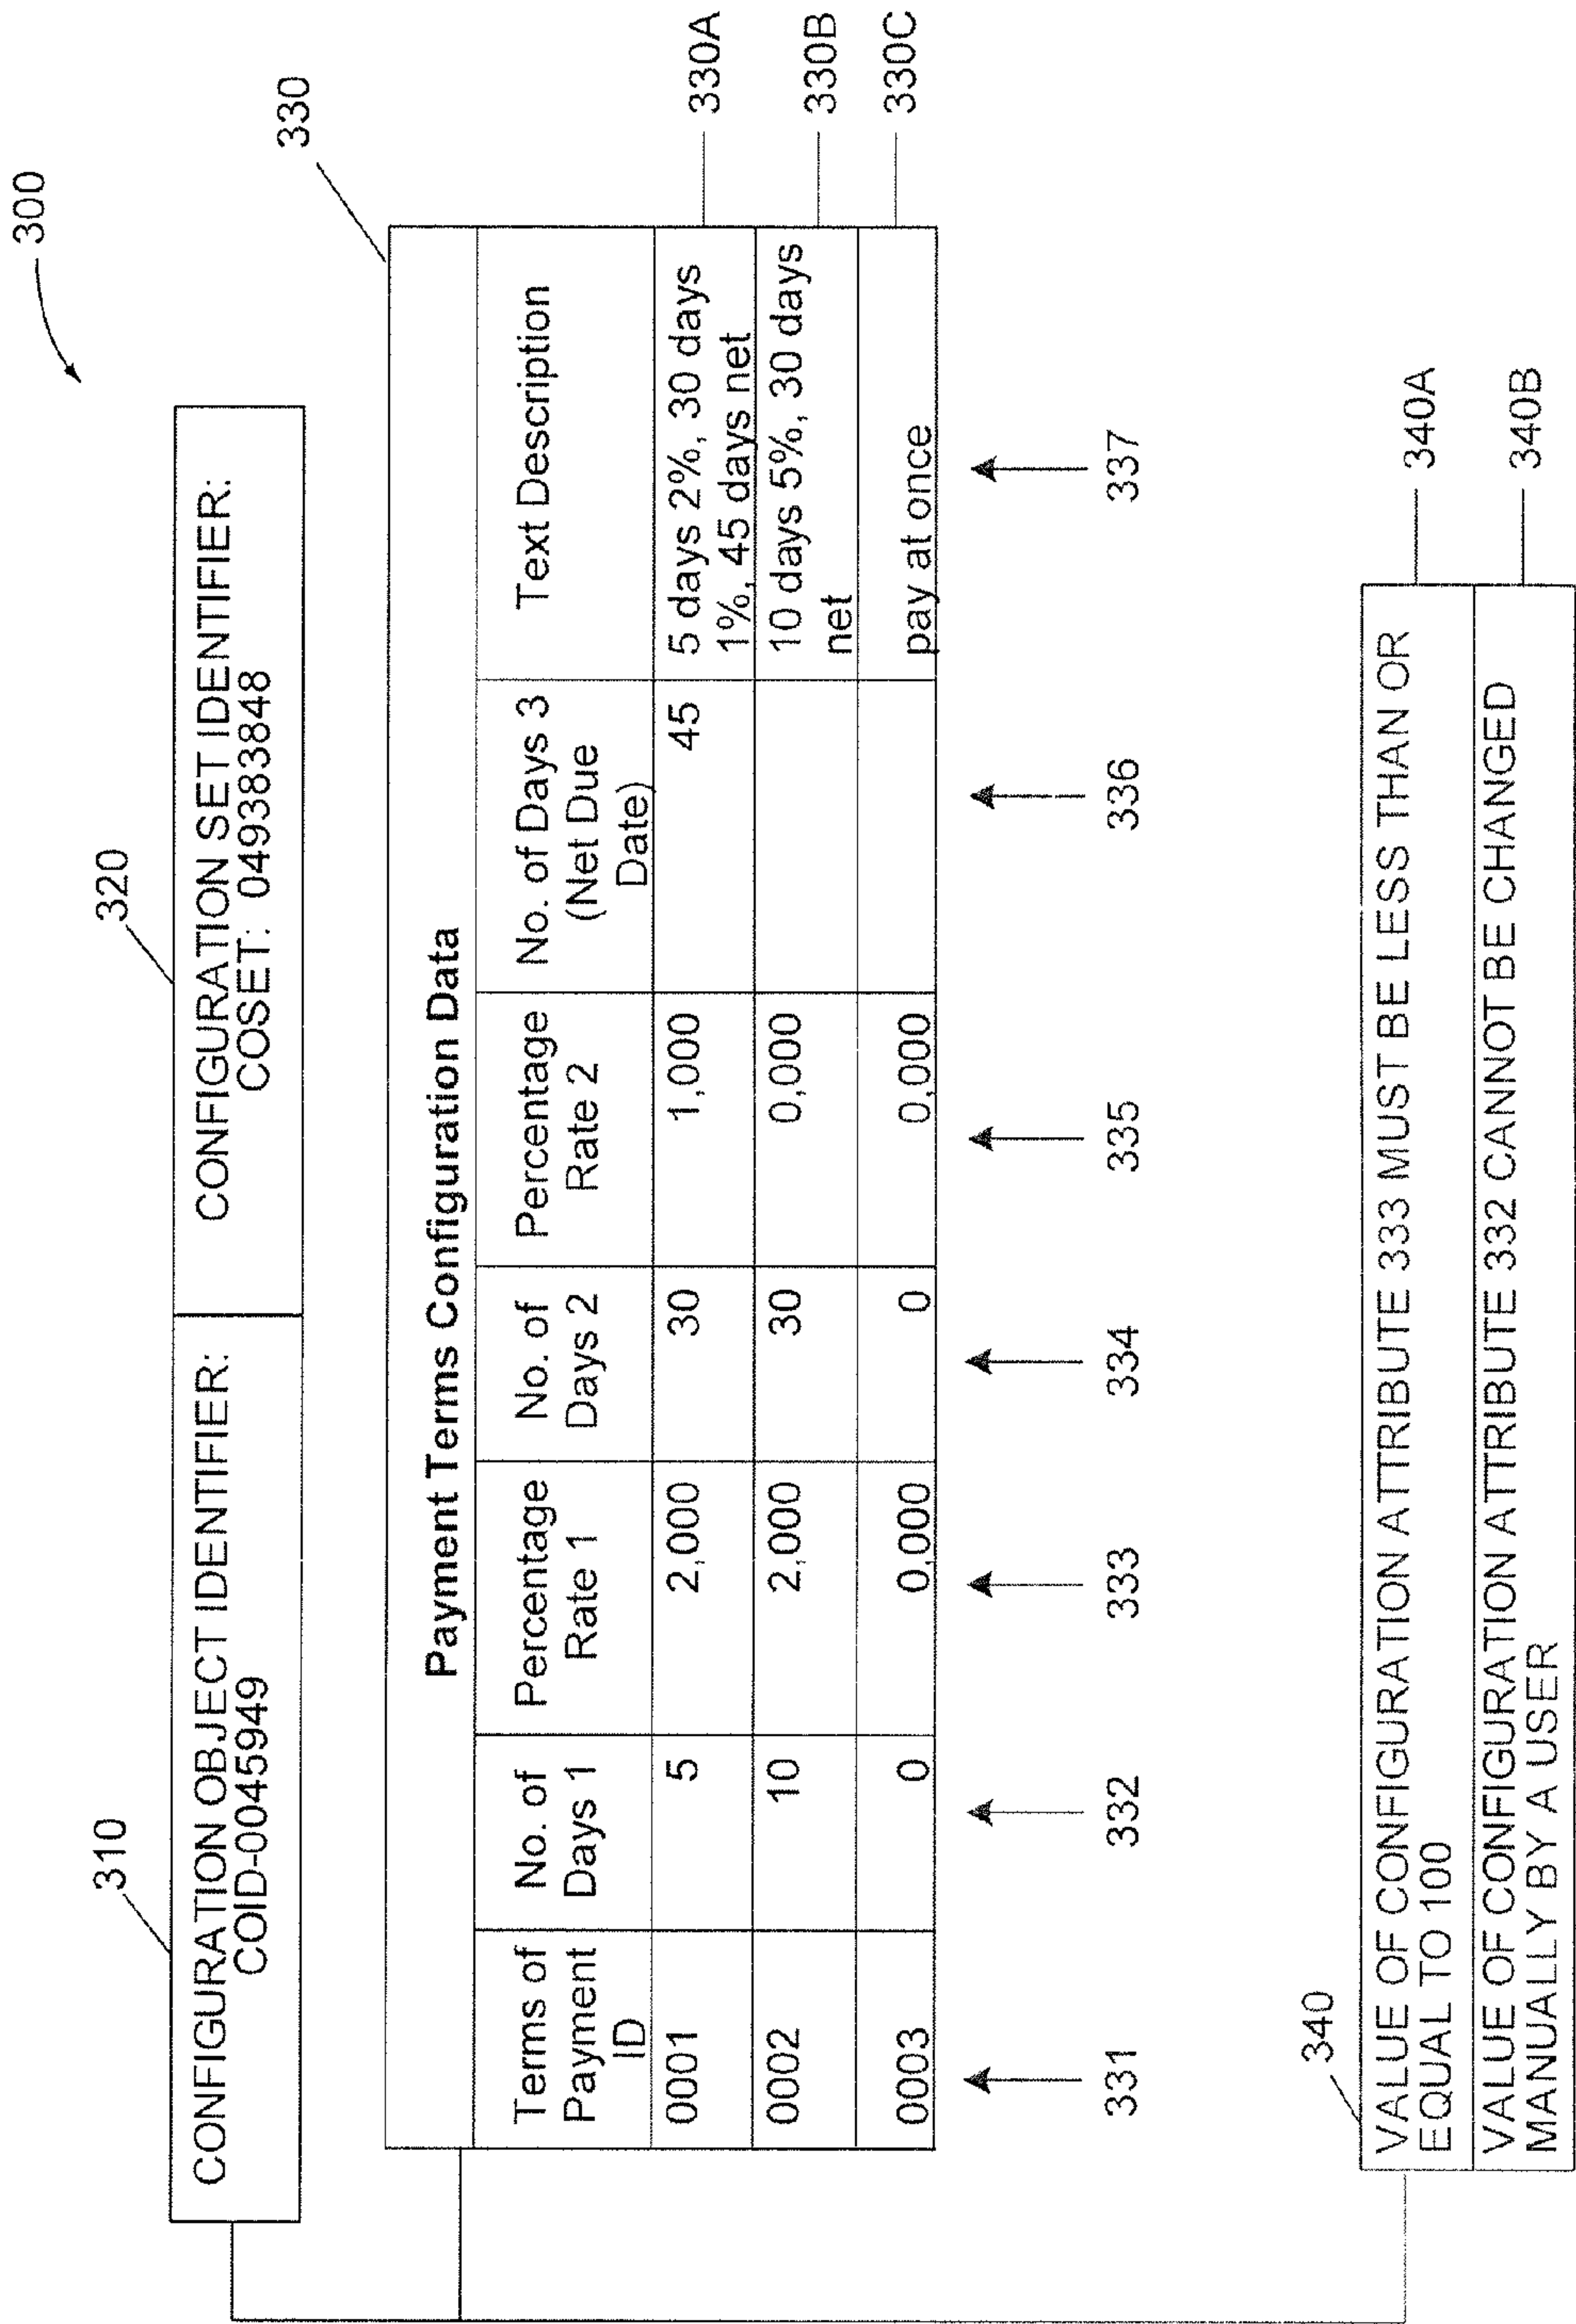 300
310
CONFIGURATION OBJECT IDENTIFIER:
COID-0045949
320
CONFIGURATION SET IDENTIFIER:
COSET: 049383848
330
Payment Terms Configuration Data
Terms of Payment ID
No. of Days 1
Percentage Rate 1
No. of Days 2
Percentage Rate 2
No. of Days 3 (Net Due Date)
Text Description
0001 5 2,000 30 1,000 45 5 days 2%, 30 days 1%, 45 days net
330A
0002 10 2,000 30 0,000 10 days 5%, 30 days net
330B
0003 0 0,000 0 0,000 pay at once
330C
331 332 333 334 335 336 337
340
VALUE OF CONFIGURATION ATTRIBUTE 333 MUST BE LESS THAN OR
EQUAL TO 100
340A
VALUE OF CONFIGURATION ATTRIBUTE 332 CANNOT BE CHANGED
MANUALLY BY A USER
340B